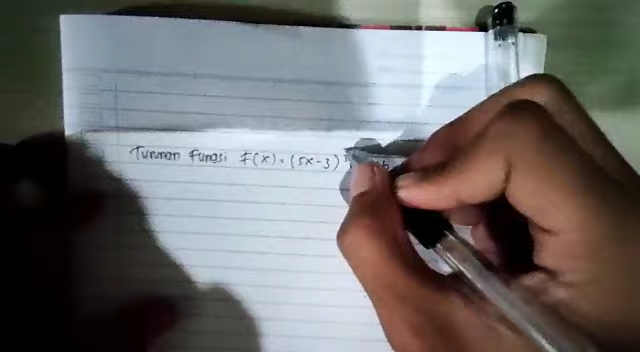 Turunan Fungsi F(x) = (5x-3)